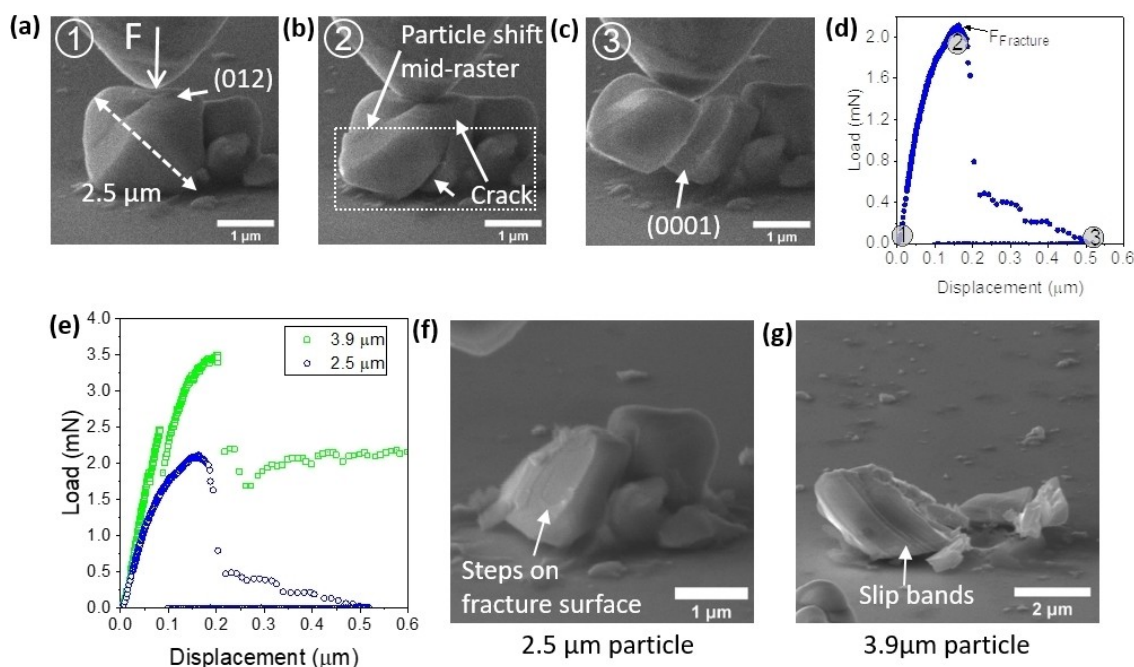 (a)
1
F
(012)
2.5 μm
1 μm
(b)
2
Particle shift
mid-raster
Crack
1 μm
(c)
3
(0001)
1 μm
(d)
2.0
1.6
1.2
0.8
0.4
0.0
Load (mN)
2
F Fracture
1
3
0.0 0.1 0.2 0.3 0.4 0.5 0.6
Displacement (μm)
(e)
4.0
3.5
3.0
2.5
2.0
1.5
1.0
0.5
0.0
Load (mN)
3.9 μm
2.5 μm
0.0 0.1 0.2 0.3 0.4 0.5 0.6
Displacement (μm)
(f)
Steps on
fracture surface
1 μm
2.5 μm particle
(g)
Slip bands
2 μm
3.9μm particle